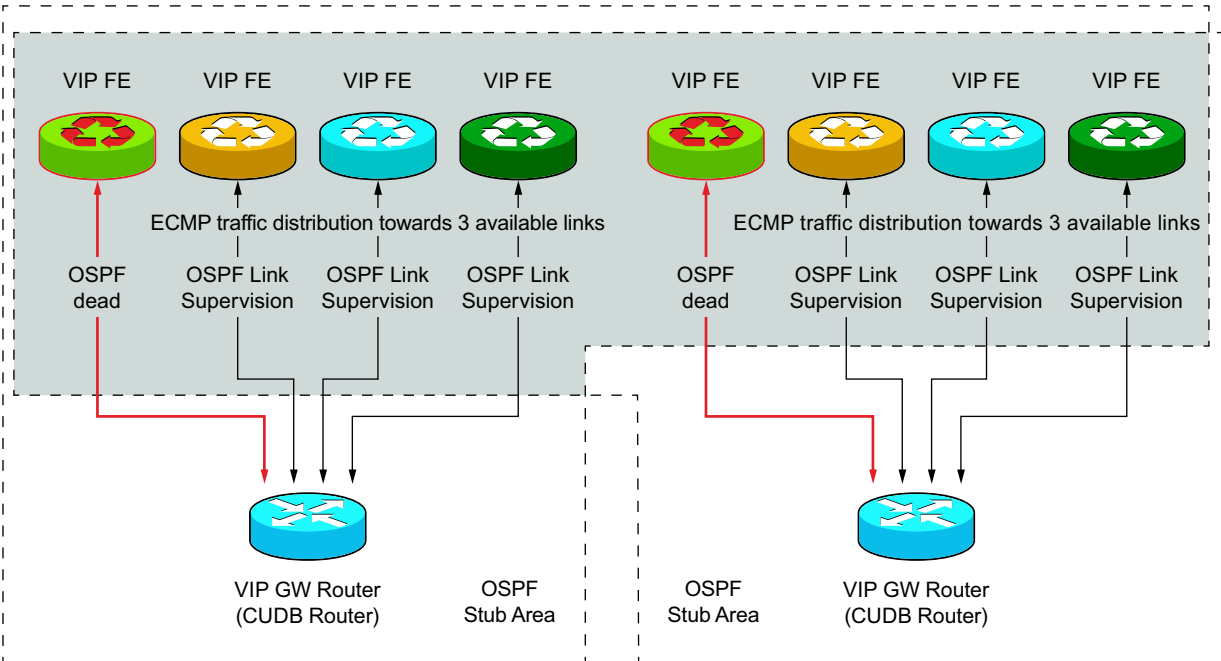 VIP FE
VIP FE
VIP FE
VIP FE
VIP FE
VIP FE
VIP FE
VIP FE
ECMP traffic distribution towards 3 available links
ECMP traffic distribution towards 3 available links
OSPF
dead
OSPF Link
Supervision
OSPF Link
Supervision
OSPF Link
Supervision
OSPF
dead
OSPF Link
Supervision
OSPF Link
Supervision
OSPF Link
Supervision
VIP GW Router
(CUDB Router)
OSPF
Stub Area
OSPF
Stub Area
VIP GW Router
(CUDB Router)